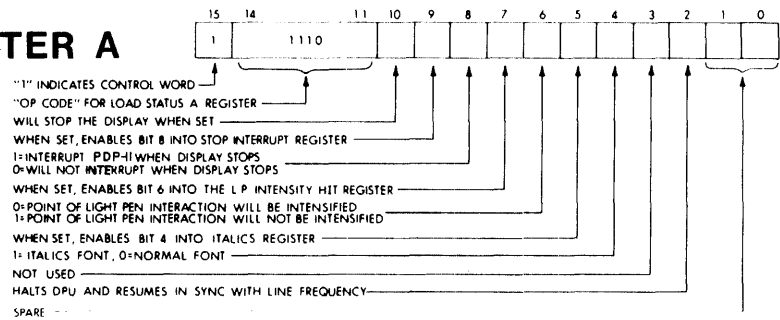 15 14 11 10 9 8 7 6 5 4 3 2 1 0
TER A
1 1110
"1" INDICATES CONTROL WORD
"OP CODE" FOR LOAD STATUS A REGISTER
WILL STOP THE DISPLAY WHEN SET
WHEN SET, ENABLES BIT 8 INTO STOP INTERRUPT REGISTER
1=INTERRUPT PDP-11 WHEN DISPLAY STOPS
0=WILL NOT INTERRUPT WHEN DISPLAY STOPS
WHEN SET, ENABLES BIT 6 INTO THE L P INTENSITY HIT REGISTER
0=POINT OF LIGHT PEN INTERACTION WILL BE INTENSIFIED
1=POINT OF LIGHT PEN INTERACTION WILL NOT BE INTENSIFIED
WHEN SET, ENABLES BIT 4 INTO ITALICS REGISTER
1=ITALICS FONT, 0=NORMAL FONT
NOT USED
HALTS DPU AND RESUMES IN SYNC WITH LINE FREQUENCY
SPARE